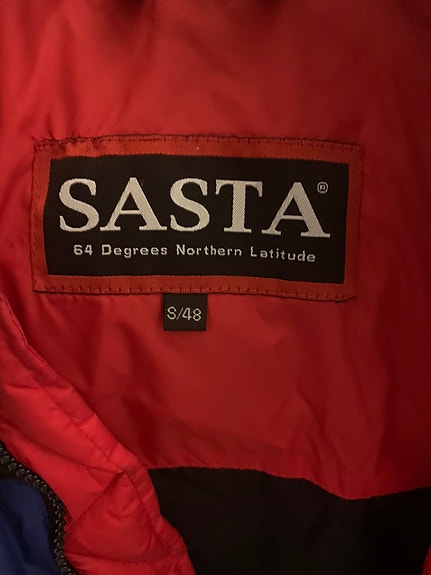 SASTA®
64 Degrees Northern Latitude
S/48